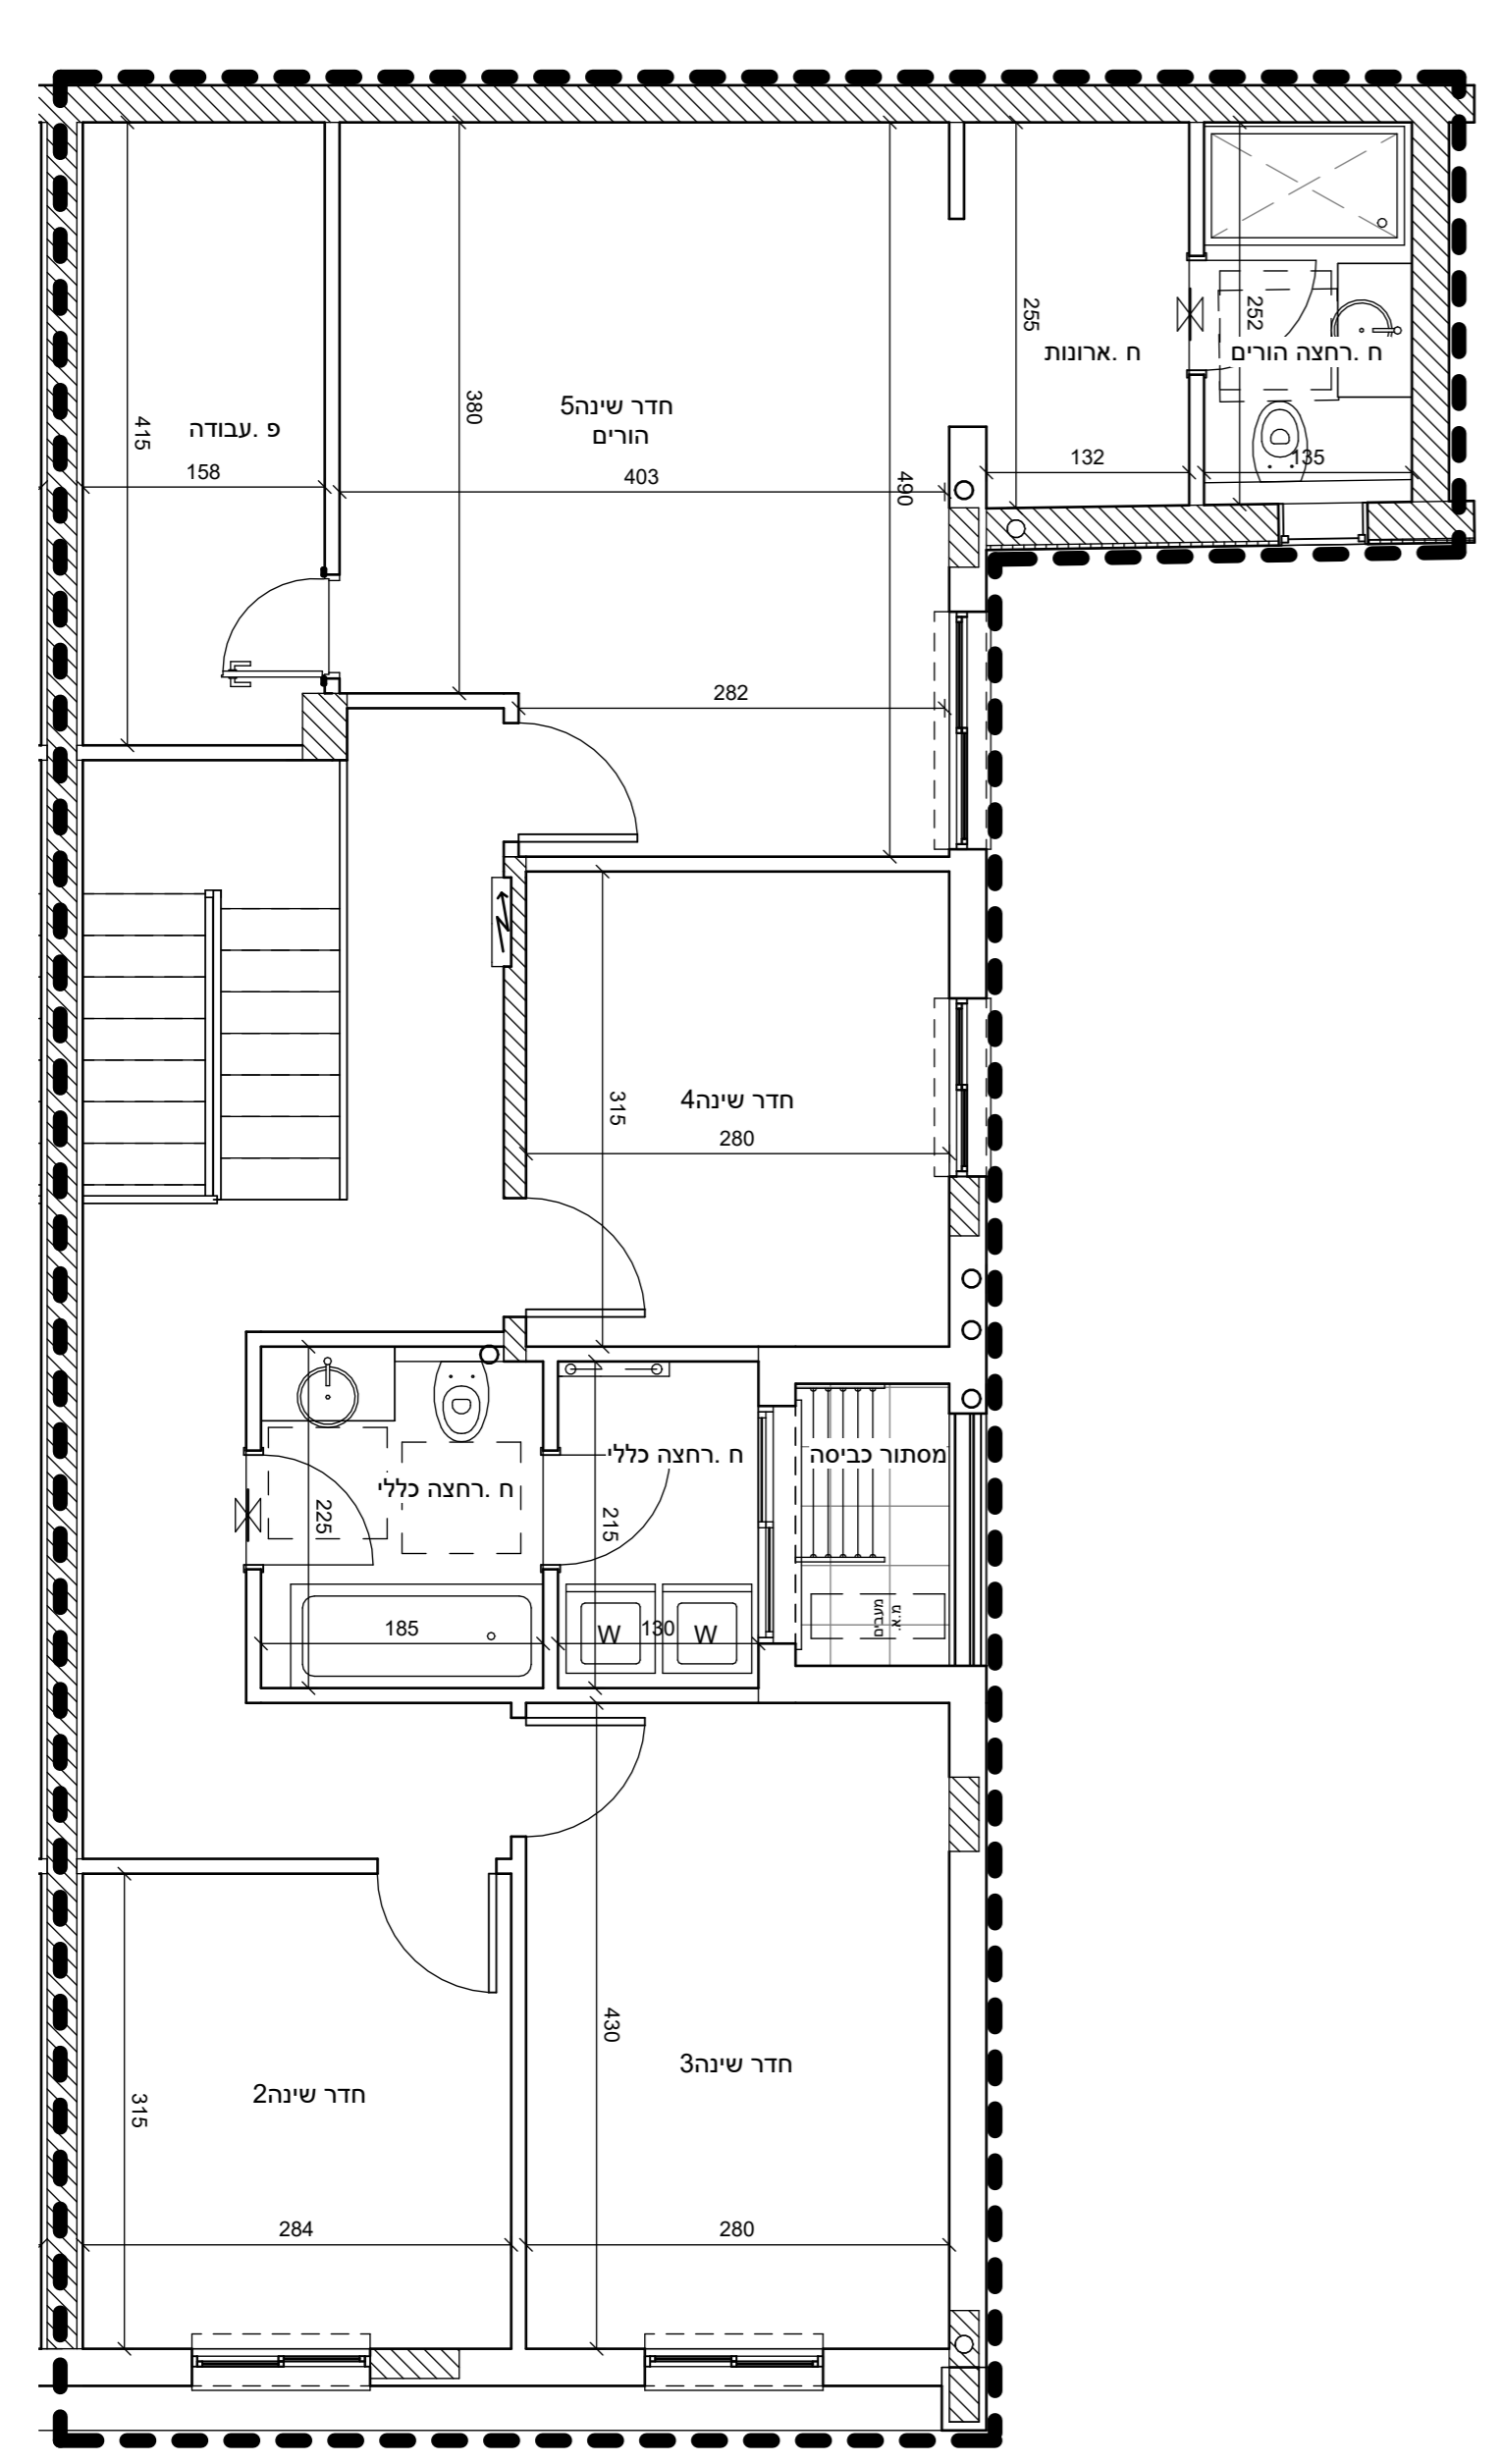 ח .רחצה הורים
252
135
ח .ארונות
255
132
חדר שינה5
הורים
380
403
490
282
פ .עבודה
415
158
חדר שינה4
315
280
מסתור כביסה
מ.א.
מעבים
ח .רחצה כללי
215
130
W
W
ח .רחצה כללי
225
185
חדר שינה3
430
280
חדר שינה2
315
284